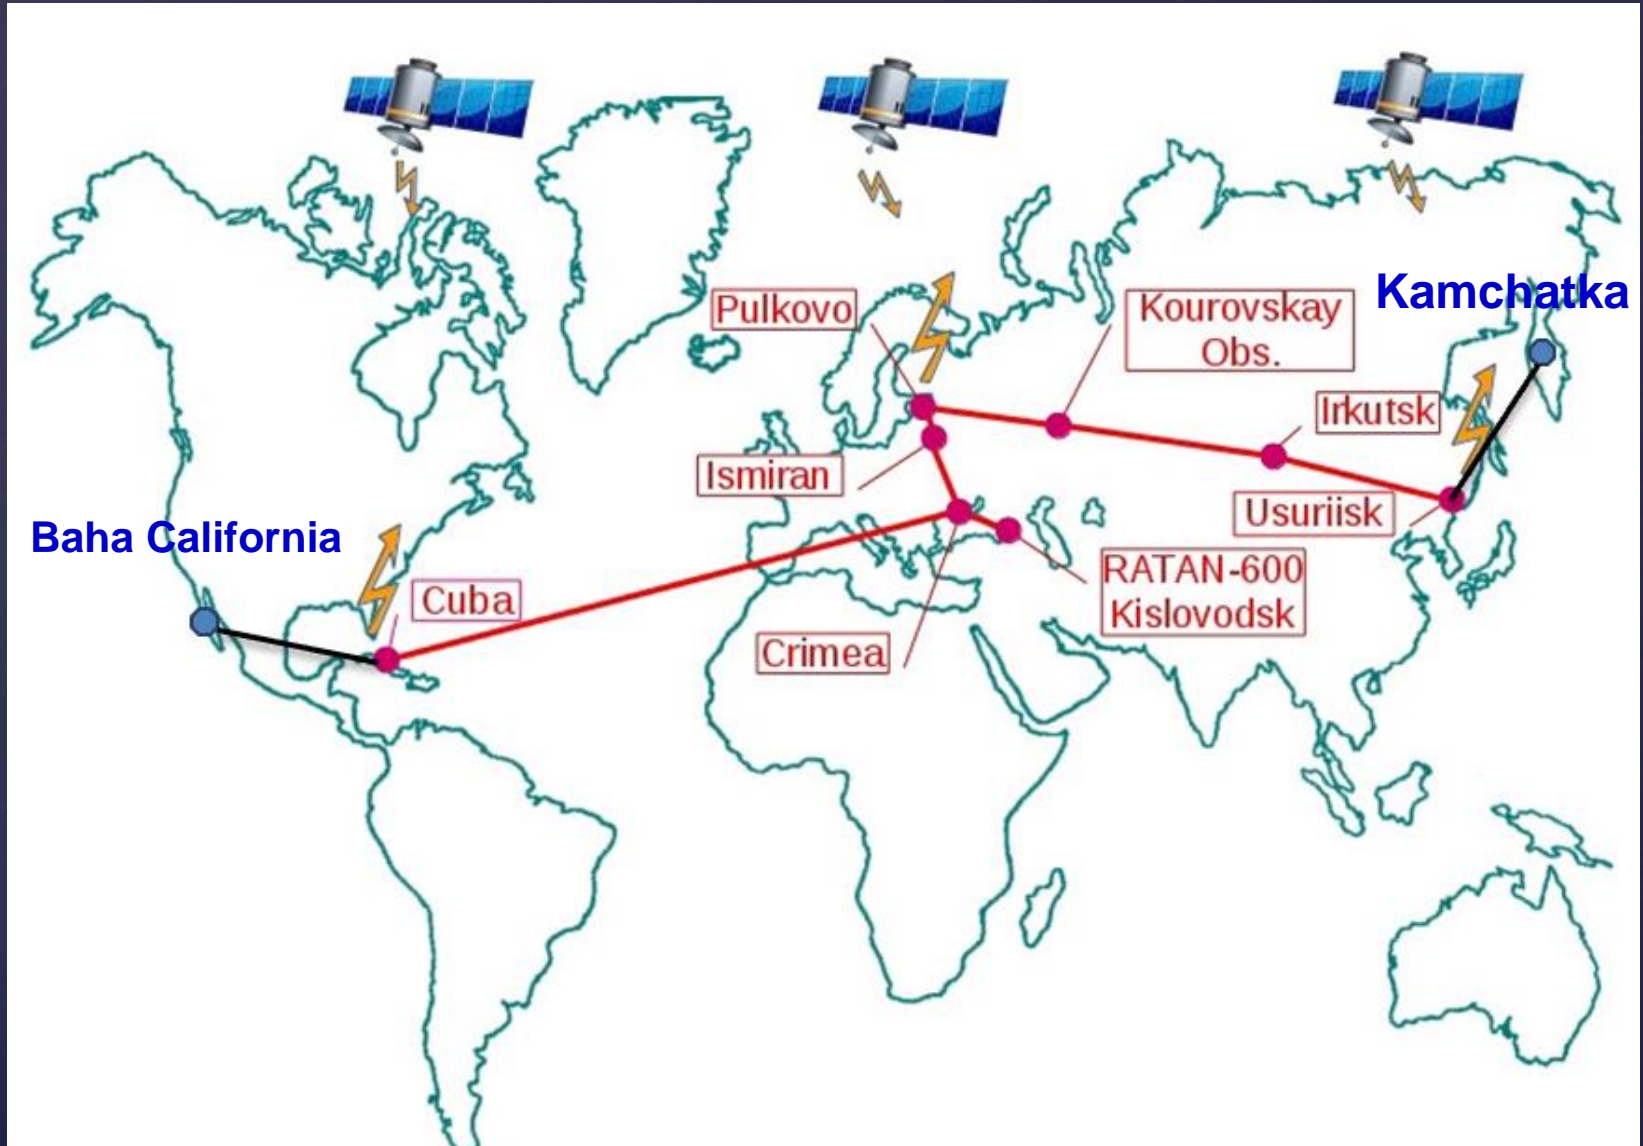 Pulkovo
Kourovskay
Obs.
Kamchatka
Irkutsk
Ismiran
Usuriisk
Baha California
Cuba
RATAN-600
Kislovodsk
Crimea